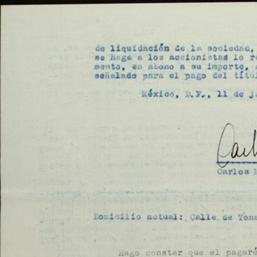 de liquidación de la sociedad,
se haga a los accionistas lo
mento, en abono a su importe,
señalado para el pago del
México, D.F., 11 de
Carlos
Domicilio actual: Calle de
Hago constar que el pagaré